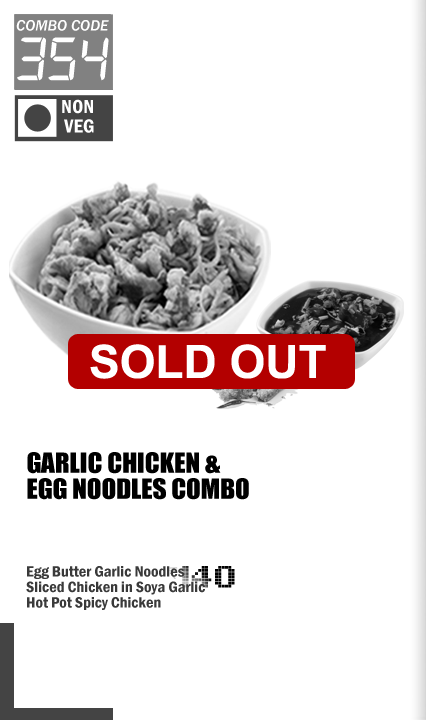 COMBO CODE
354
NON
VEG
SOLD OUT
GARLIC CHICKEN &
EGG NOODLES COMBO
Egg Butter Garlic Noodles
140
Sliced Chicken in Soya Garlic
Hot Pot Spicy Chicken